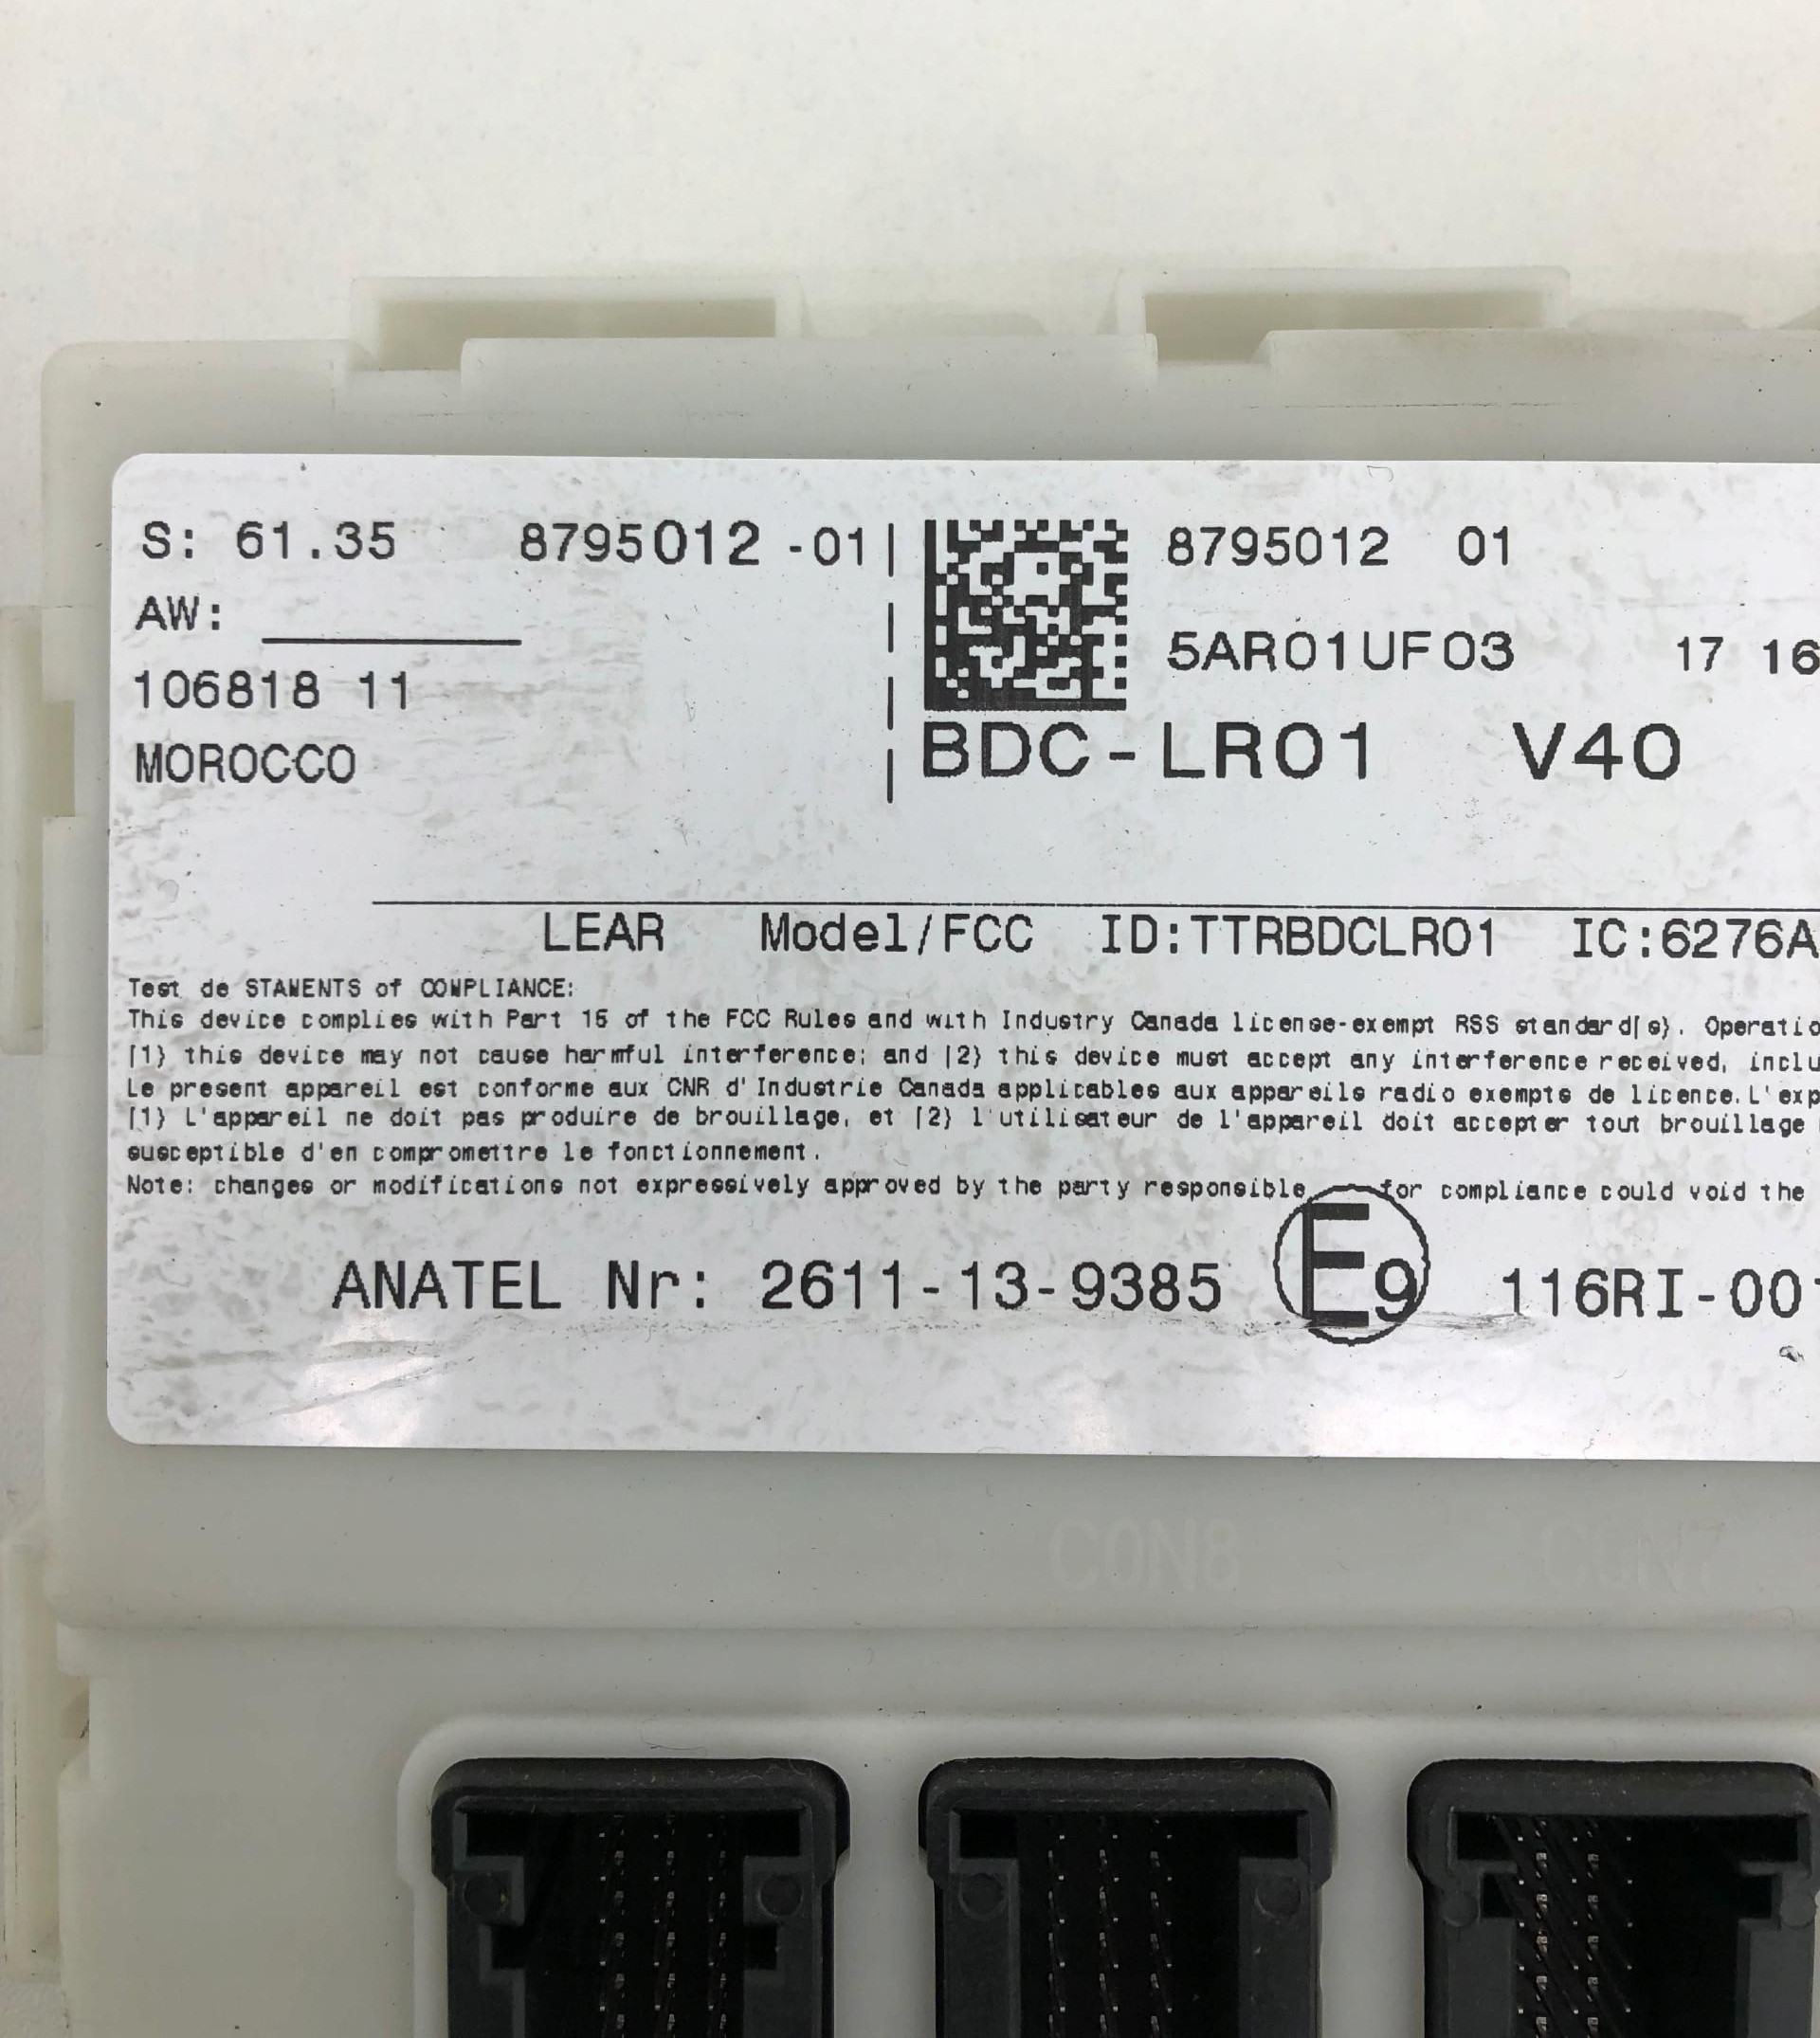 S: 61.35 8795012 -01
AW:
106818 11
MOROCCO
8795012 01
5AR01UF03 17 16
BDC-LR01 V40
LEAR Model/FCC ID:TTRBDCLR01 IC:6276A
Test de STAMENTS of COMPLIANCE:
This device complies with Part 15 of the FCC Rules and with Industry Canada license-exempt RSS standard[s}. Operatio
[1} this device may not cause harmful interference; and [2} this device must accept any interference received, inclu
Le present appareil est conforme aux CNR d'Industrie Canada applicables aux appareils radio exempts de licence. L'exp
[1} L'appareil ne doit pas produire de brouillage, et [2} l'utilisateur de l'appareil doit accepter tout brouillage
susceptible d'en compromettre le fonctionnement.
Note: changes or modifications not expressively approved by the party responsible for compliance could void the
ANATEL Nr: 2611-13-9385 E9 116RI-001
CON8 CON7